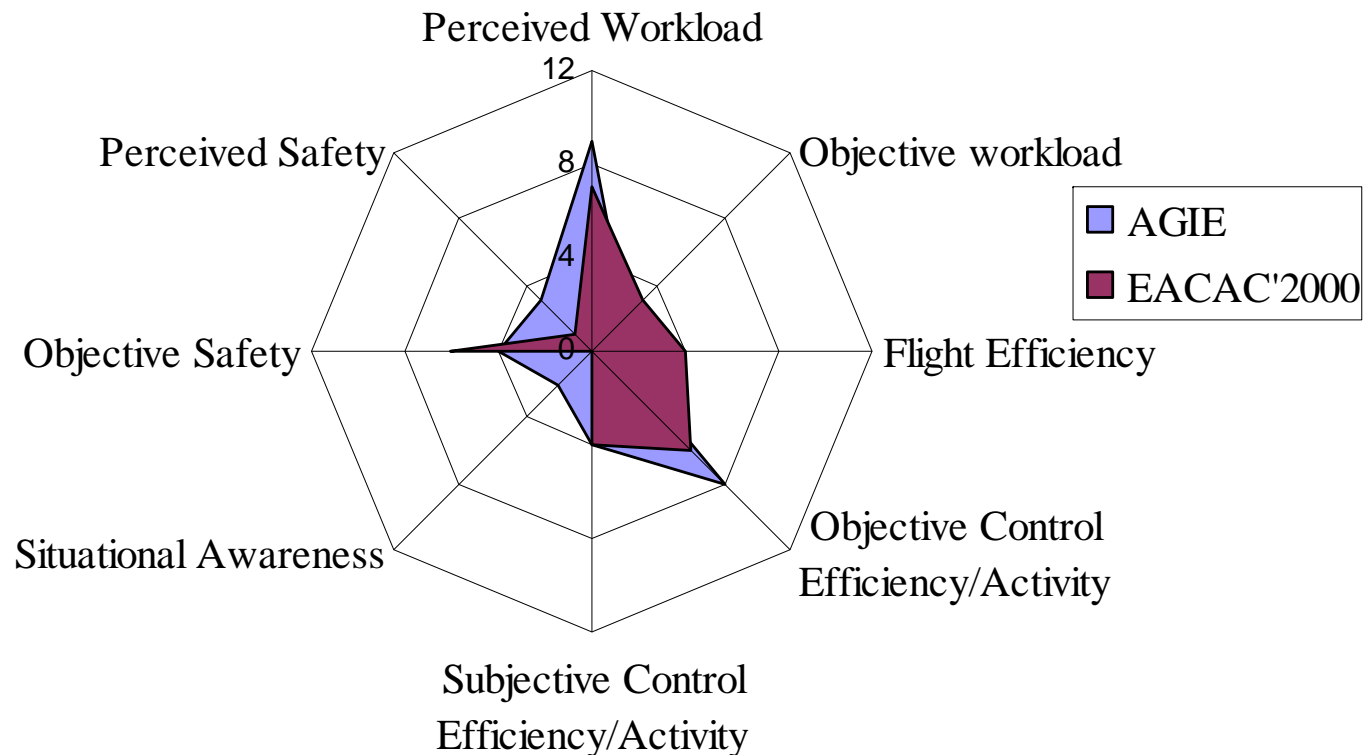 Perceived Workload
12
Perceived Safety
Objective workload
8
AGIE
4
EACAC'2000
Objective Safety
0
Flight Efficiency
Situational Awareness
Objective Control
Efficiency/Activity
Subjective Control
Efficiency/Activity